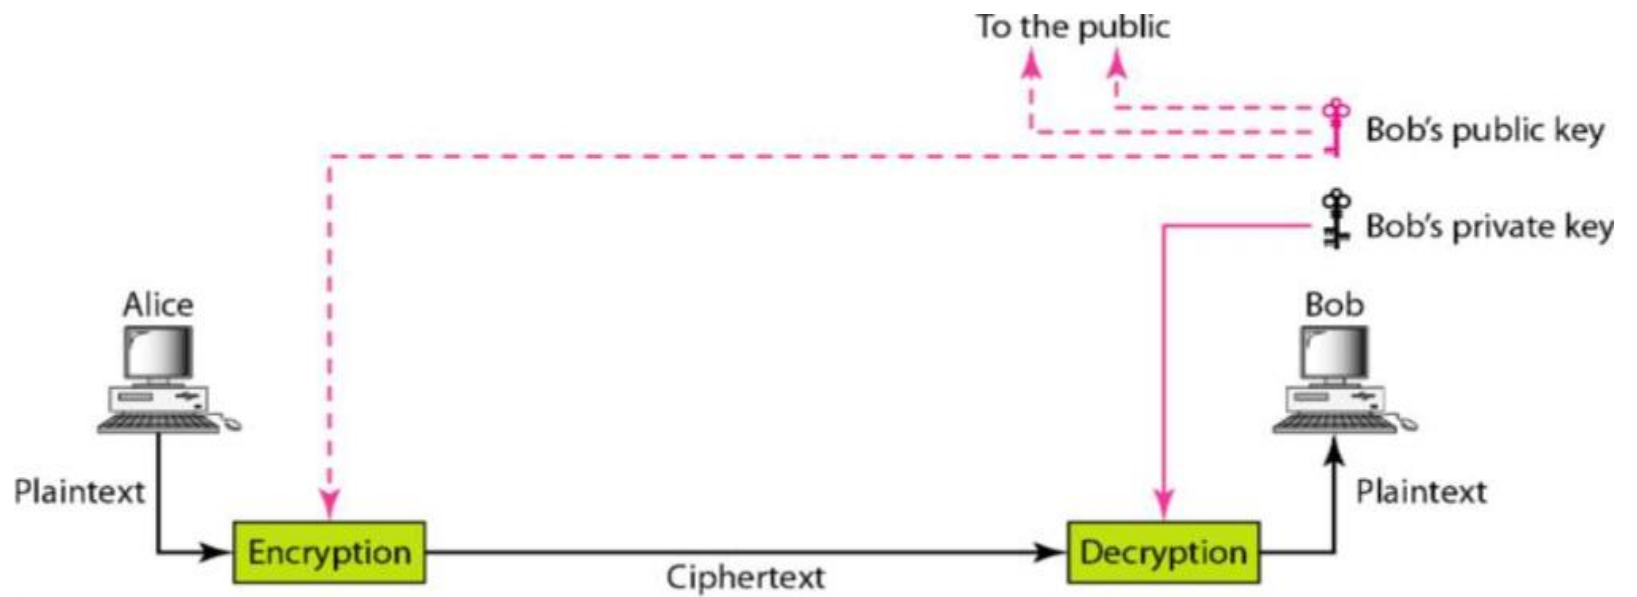 To the public
Bob's public key
Bob's private key
Alice
Bob
Plaintext
Plaintext
Encryption
Decryption
Ciphertext